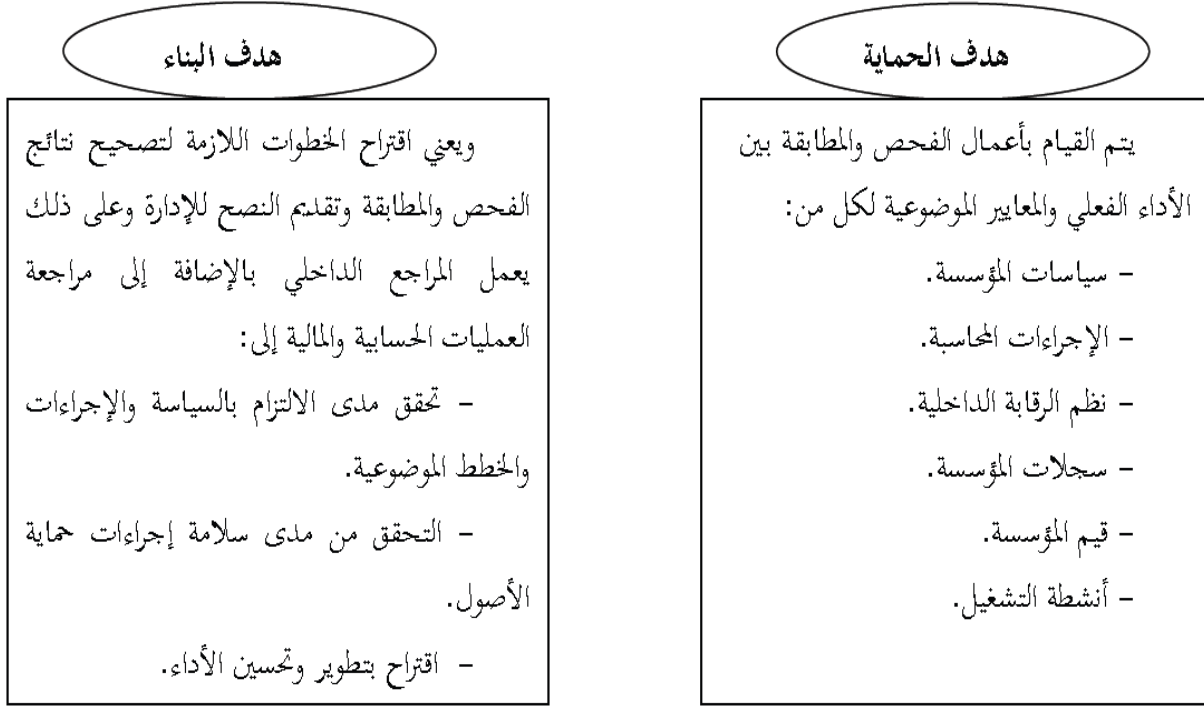 هدف الحماية
يتم القيام بأعمال الفحص والمطابقة بين
الأداء الفعلي والمعايير الموضوعية لكل من:
- سياسات المؤسسة.
- الإجراءات المحاسبة.
- نظم الرقابة الداخلية.
- سجلات المؤسسة.
- قيم المؤسسة.
- أنشطة التشغيل.
هدف البناء
ويعني اقتراح الخطوات اللازمة لتصحيح نتائج
الفحص والمطابقة وتقديم النصح للإدارة وعلى ذلك
يعمل المراجع الداخلي بالإضافة إلى مراجعة
العمليات الحسابية والمالية إلى:
- تحقق مدى الالتزام بالسياسة والإجراءات
والخطط الموضوعية.
- التحقق من مدى سلامة إجراءات حماية
الأصول.
- اقتراح بتطوير وتحسين الأداء.